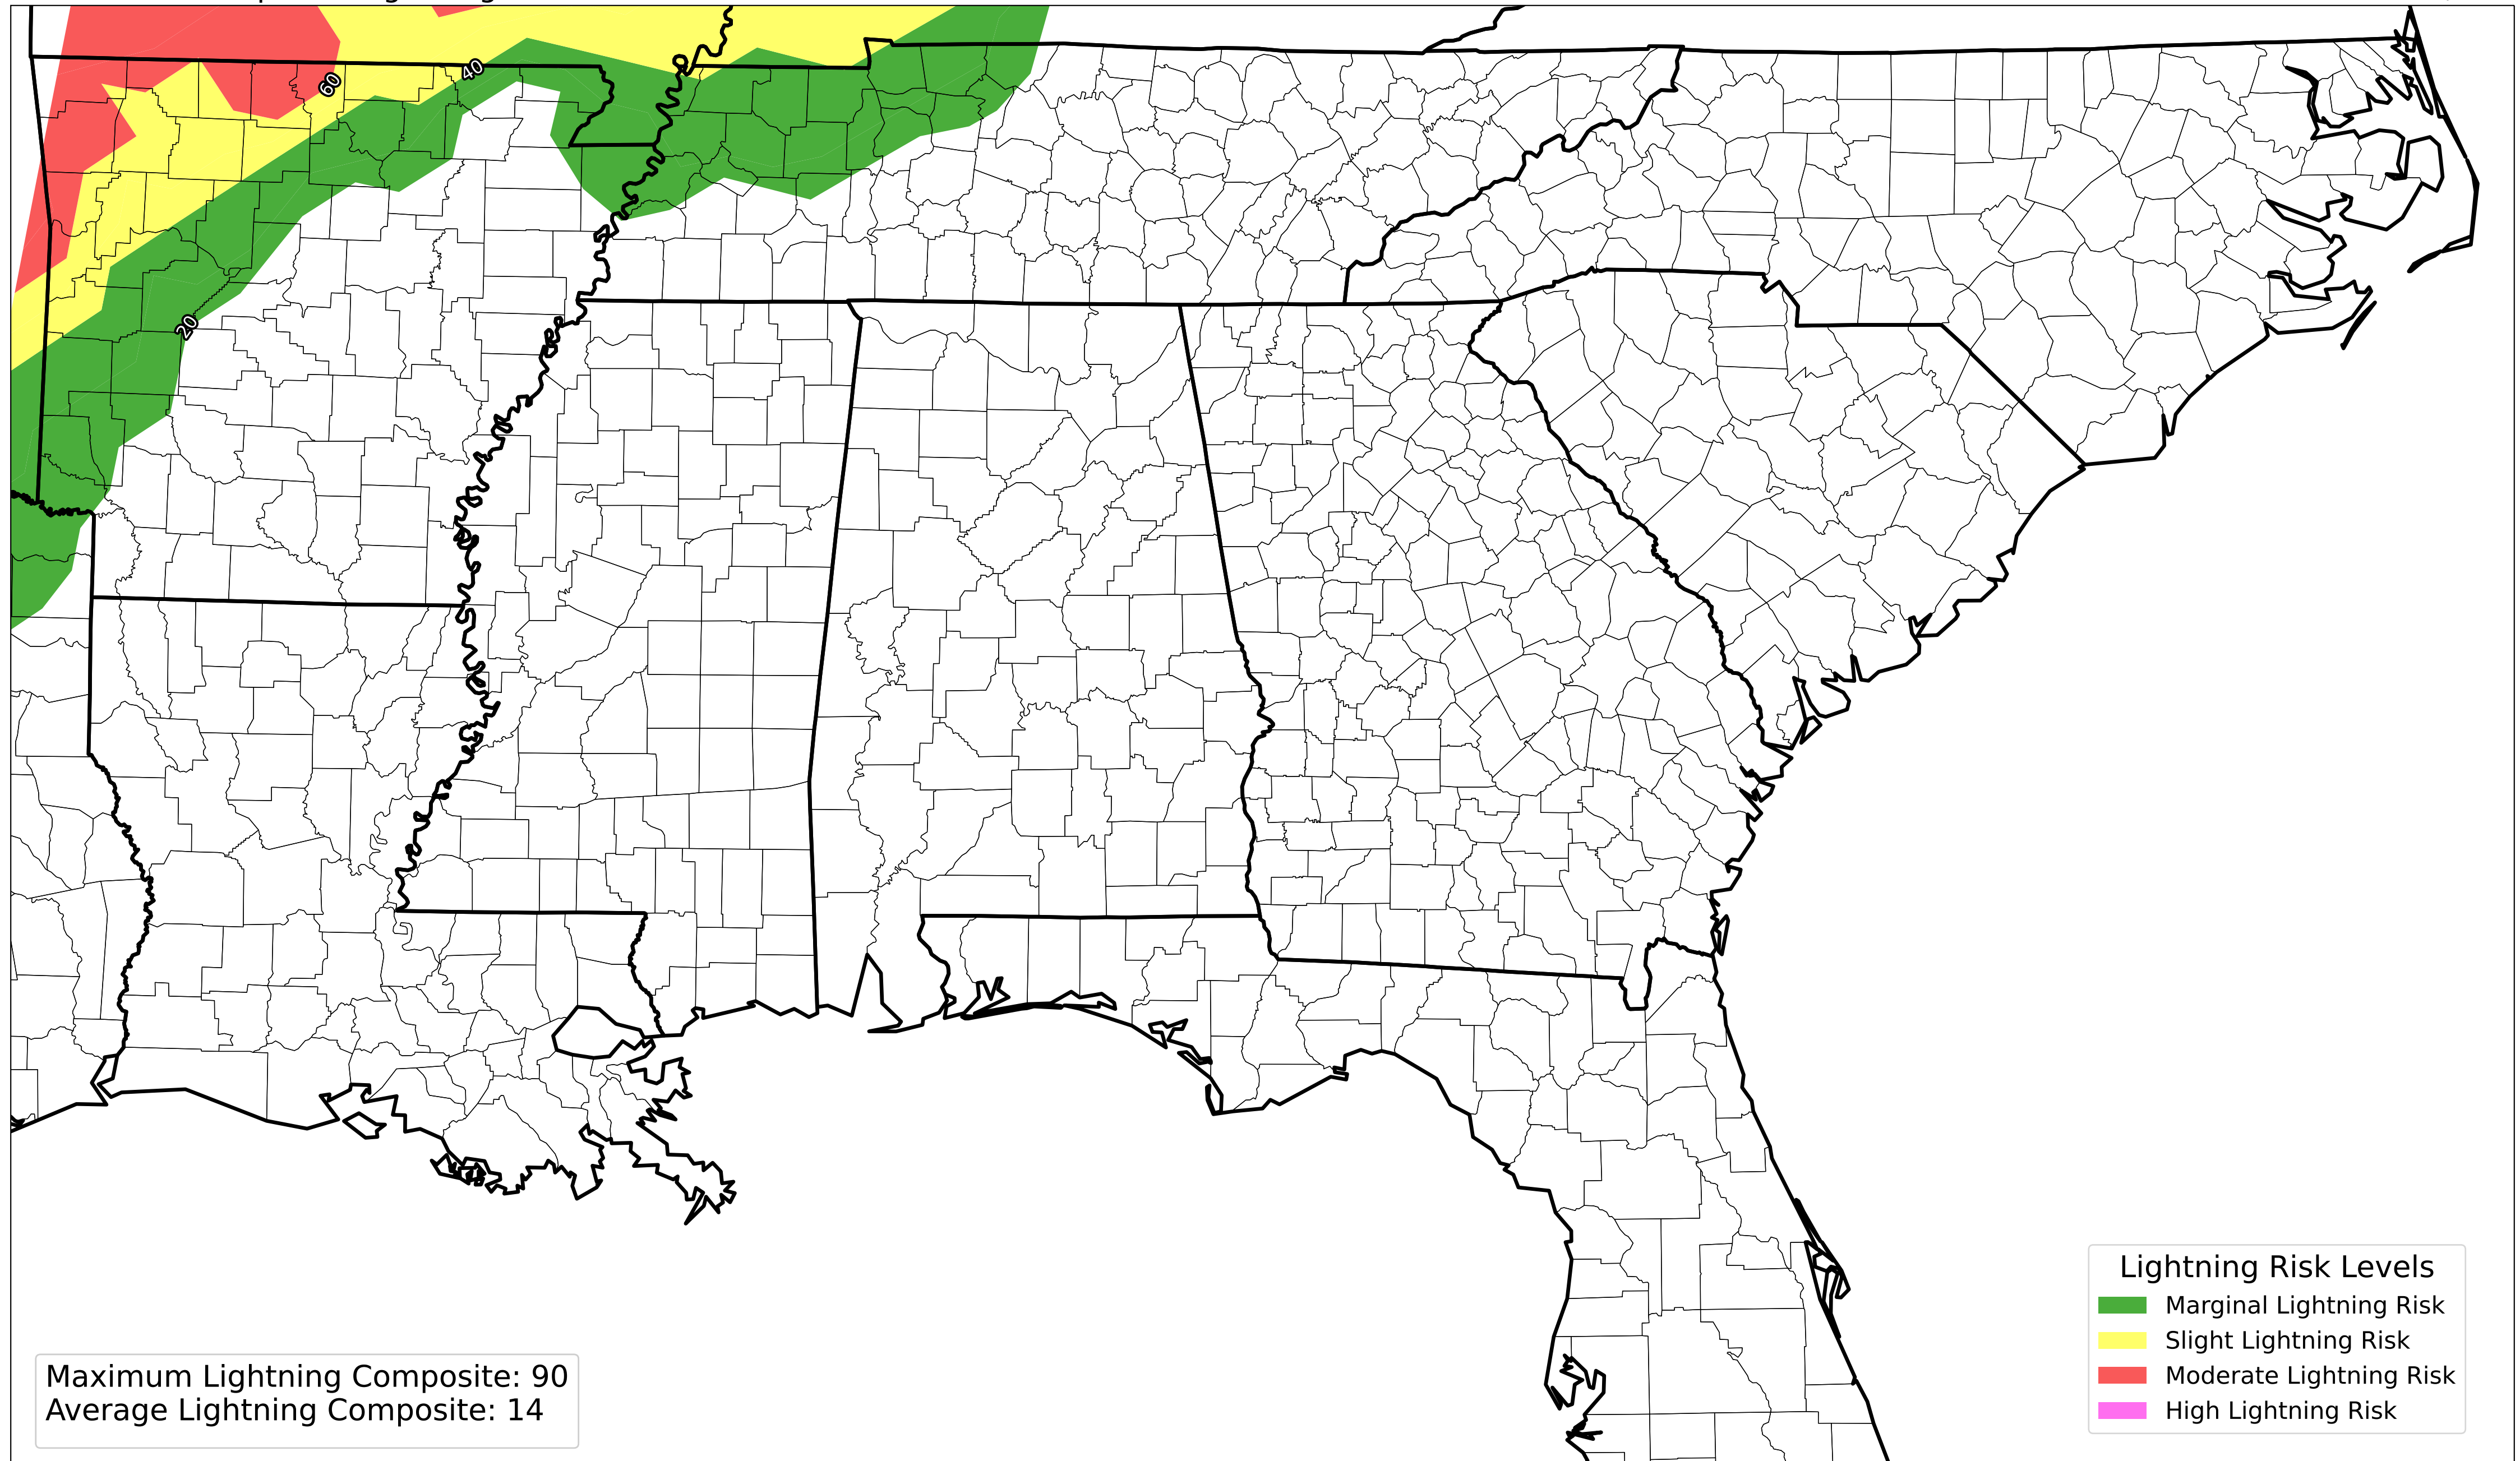 60
40
20
Lightning Risk Levels
Marginal Lightning Risk
Slight Lightning Risk
Moderate Lightning Risk
High Lightning Risk
Maximum Lightning Composite: 90
Average Lightning Composite: 14